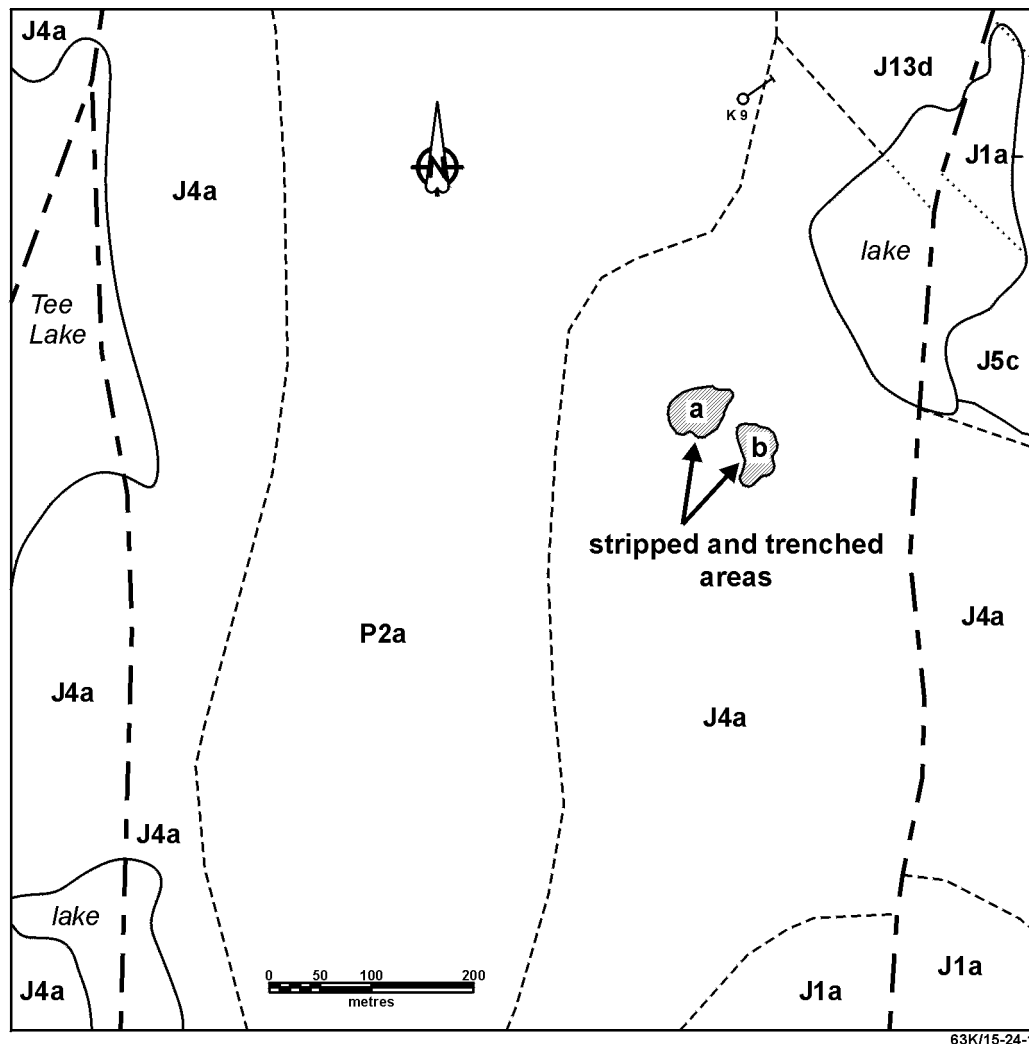 J4a
J13d
K 9
J1a
N
J4a
lake
Tee
Lake
J5c
a
b
stripped and trenched
areas
J4a
P2a
J4a
J4a
J4a
lake
J1a
J4a
0 50 100 200
metres
J1a
63K/15-24-